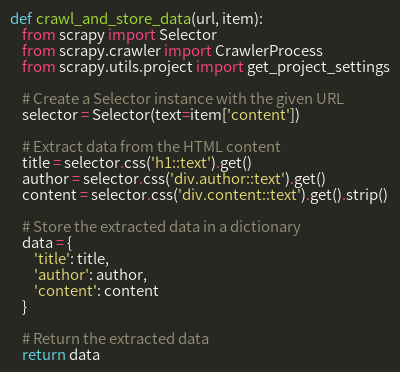 def crawl_and_store_data(url, item):
    from scrapy import Selector
    from scrapy.crawler import CrawlerProcess
    from scrapy.utils.project import get_project_settings

    # Create a Selector instance with the given URL
    selector = Selector(text=item['content'])

    # Extract data from the HTML content
    title = selector.css('h1::text').get()
    author = selector.css('div.author::text').get()
    content = selector.css('div.content::text').get().strip()

    # Store the extracted data in a dictionary
    data = {
        'title': title,
        'author': author,
        'content': content
    }

    # Return the extracted data
    return data